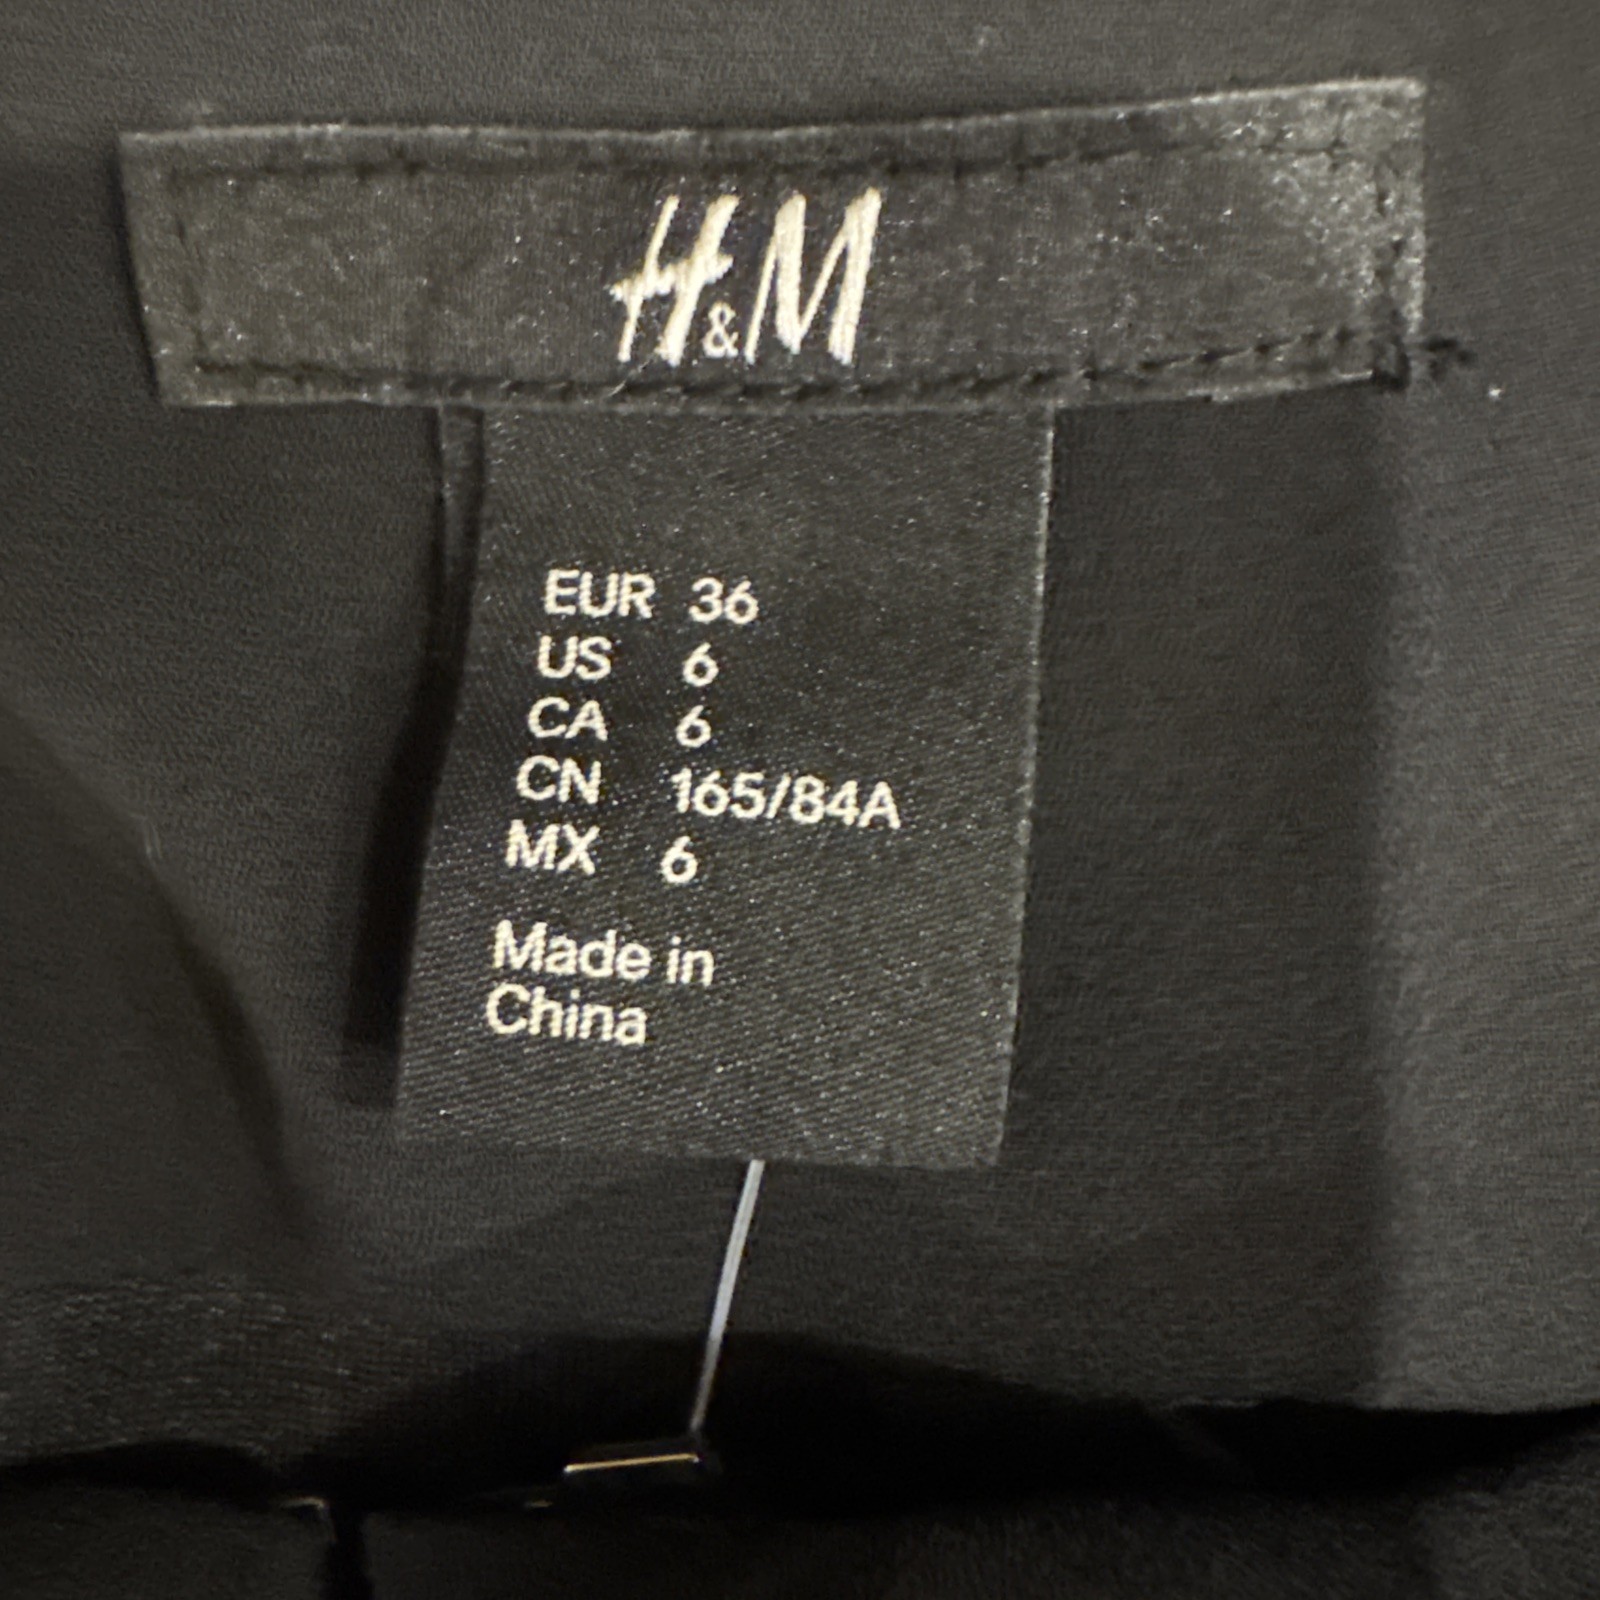 H&M
EUR 36
US 6
CA 6
CN 165/84A
MX 6
Made in
China